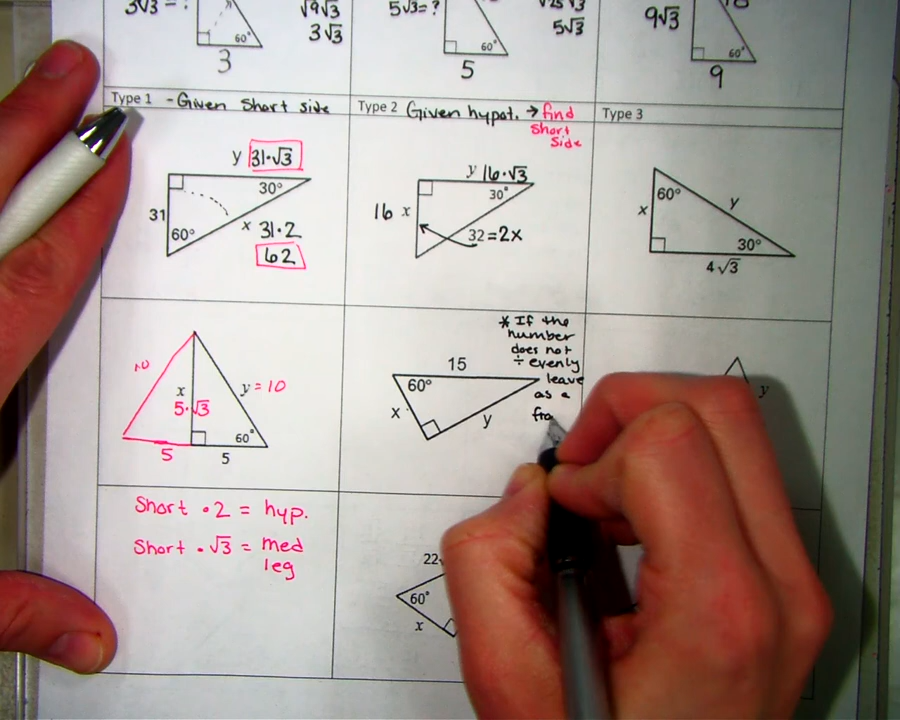 3√3 = ?
√9√3
3√3
60°
3
5√3= ?
5√3
60°
5
9√3
60°
9
Type 1 - Given Short side
y 31·√3
30°
31
60°
x 31·2
62
Type 2 Given hypot. → find
short
side
y 16·√3
30°
16 x
32 = 2x
Type 3
60°
y
x
30°
4√3
10
x
5·√3
y = 10
60°
5
5
* If the
number
does not
÷ evenly
leave
as a
fra
15
60°
x
y
y
Short · 2 = hyp.
Short · √3 = med
leg
22
60°
x